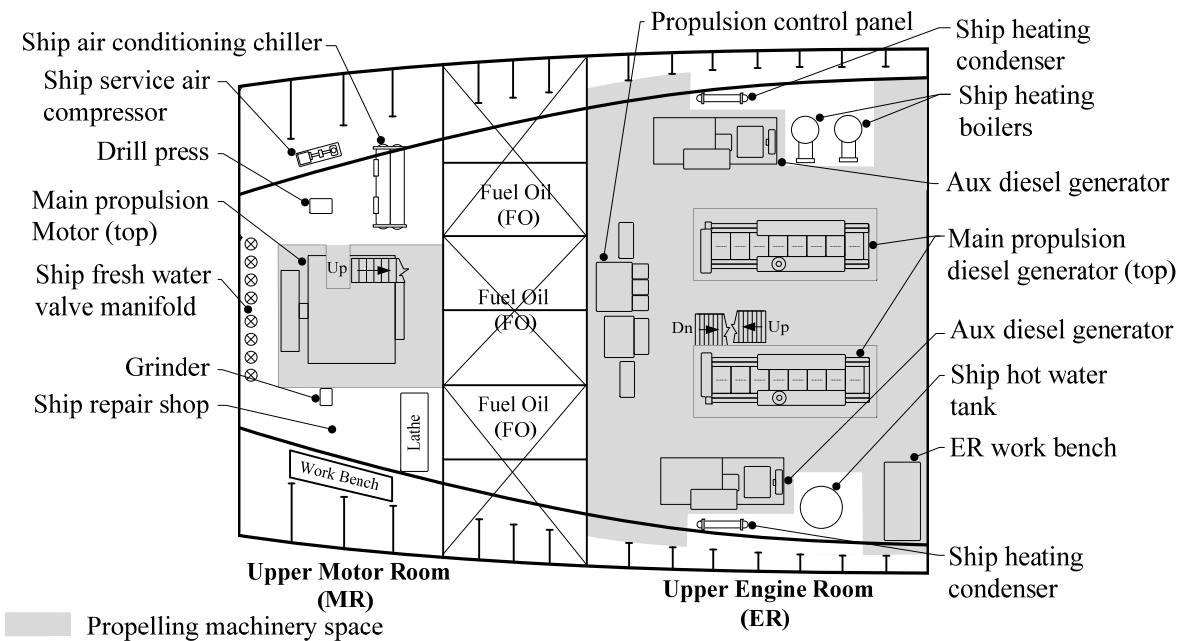 Propulsion control panel
Ship air conditioning chiller
Ship heating
condenser
Ship service air
compressor
Ship heating
boilers
Drill press
Aux diesel generator
Fuel Oil
(FO)
Main propulsion
Motor (top)
Main propulsion
diesel generator (top)
Up
Ship fresh water
valve manifold
Fuel Oil
(FO)
Dn
Up
Aux diesel generator
Grinder
Ship hot water
tank
Ship repair shop
Fuel Oil
(FO)
Lathe
ER work bench
Work Bench
Ship heating
condenser
Upper Motor Room
(MR)
Upper Engine Room
(ER)
Propelling machinery space